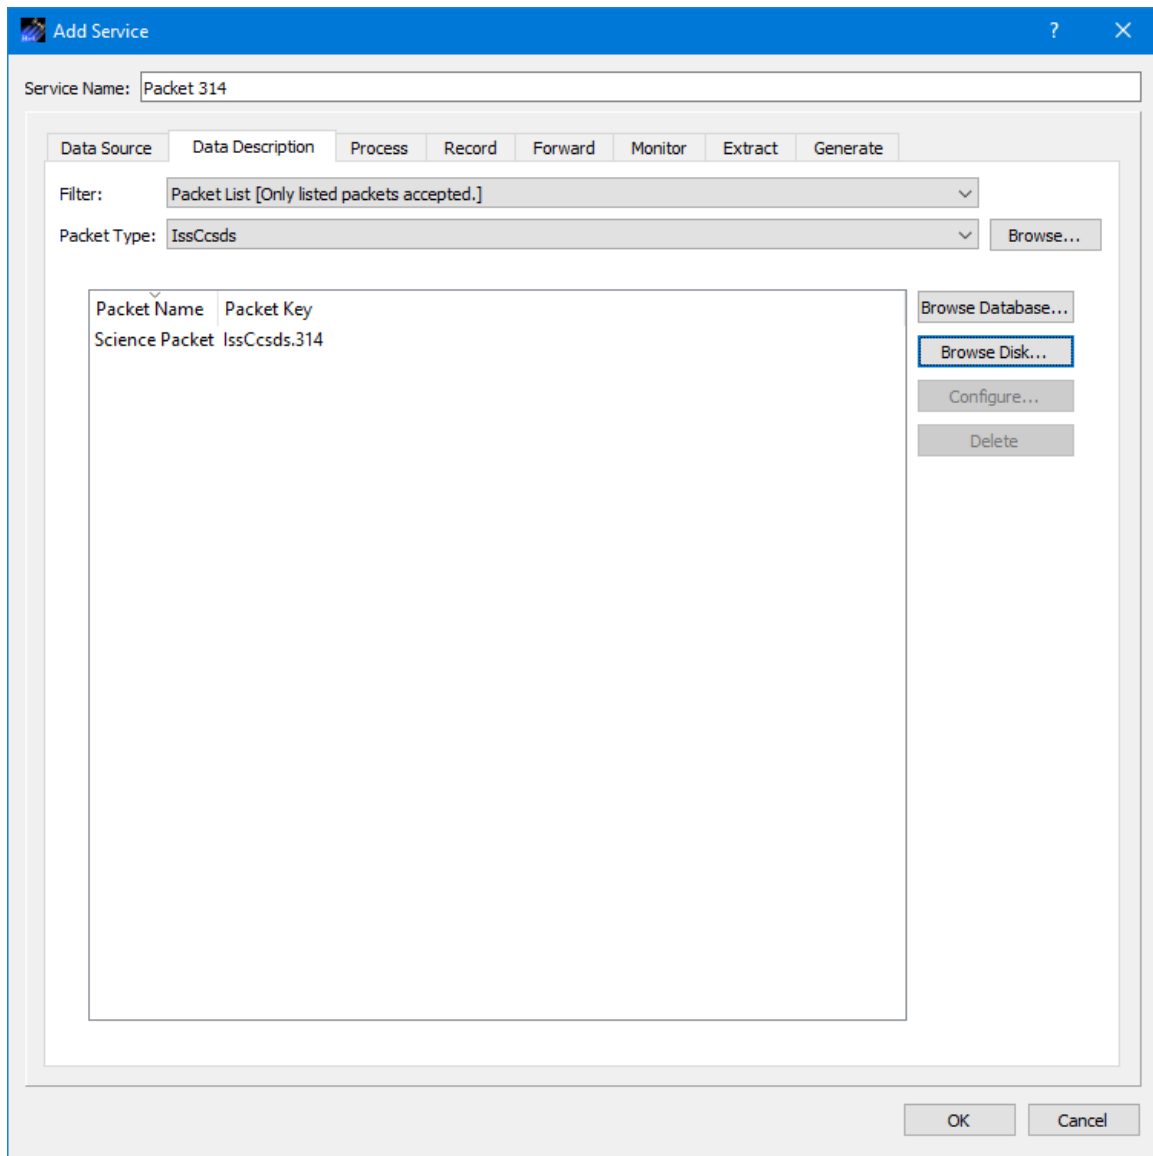 Add Service
?
Service Name: Packet 314
Data Source Data Description Process Record Forward Monitor Extract Generate
Filter: Packet List [Only listed packets accepted.]
Packet Type: IssCcsds Browse...
Packet Name Packet Key Browse Database...
Science Packet IssCcsds.314
Browse Disk...
Configure...
Delete
OK Cancel